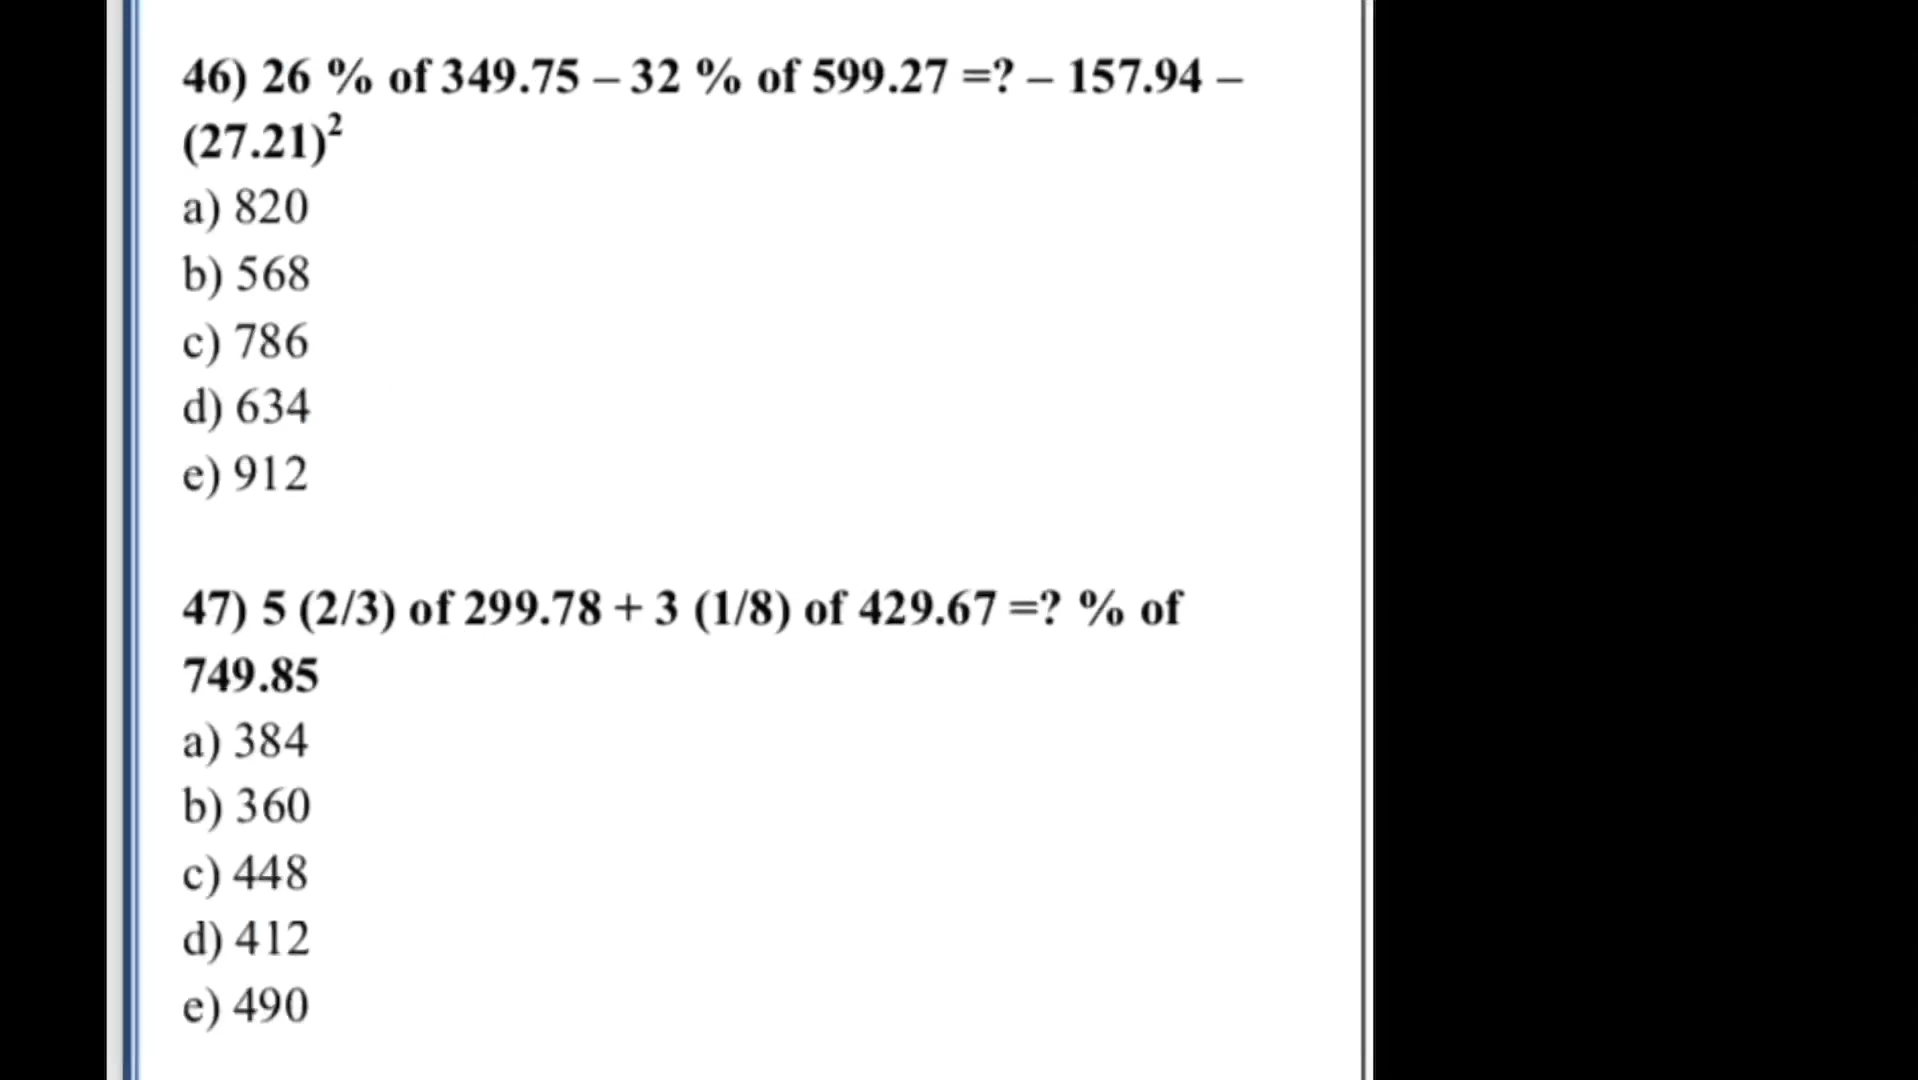 46) 26 % of 349.75 – 32 % of 599.27 =? – 157.94 –
(27.21)²
a) 820
b) 568
c) 786
d) 634
e) 912
47) 5 (2/3) of 299.78 + 3 (1/8) of 429.67 =? % of
749.85
a) 384
b) 360
c) 448
d) 412
e) 490